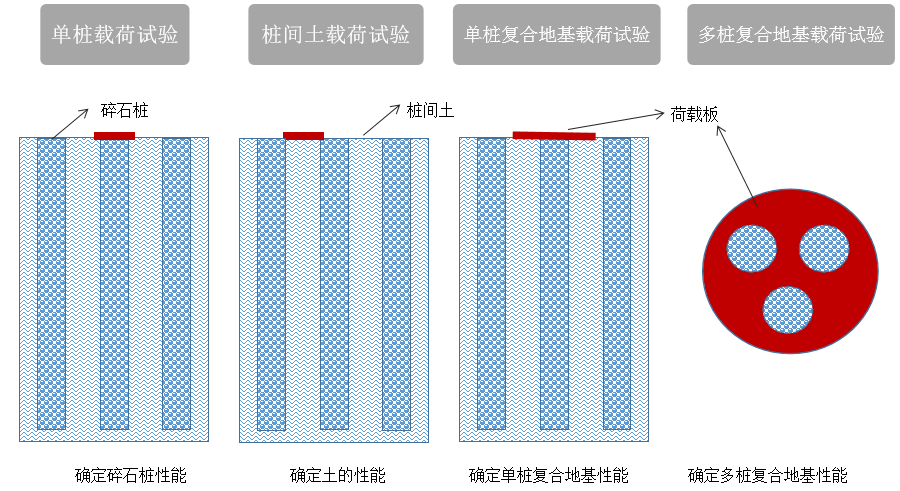 单桩载荷试验
桩间土载荷试验
单桩复合地基载荷试验
多桩复合地基载荷试验
碎石桩
桩间土
荷载板
确定碎石桩性能
确定土的性能
确定单桩复合地基性能
确定多桩复合地基性能